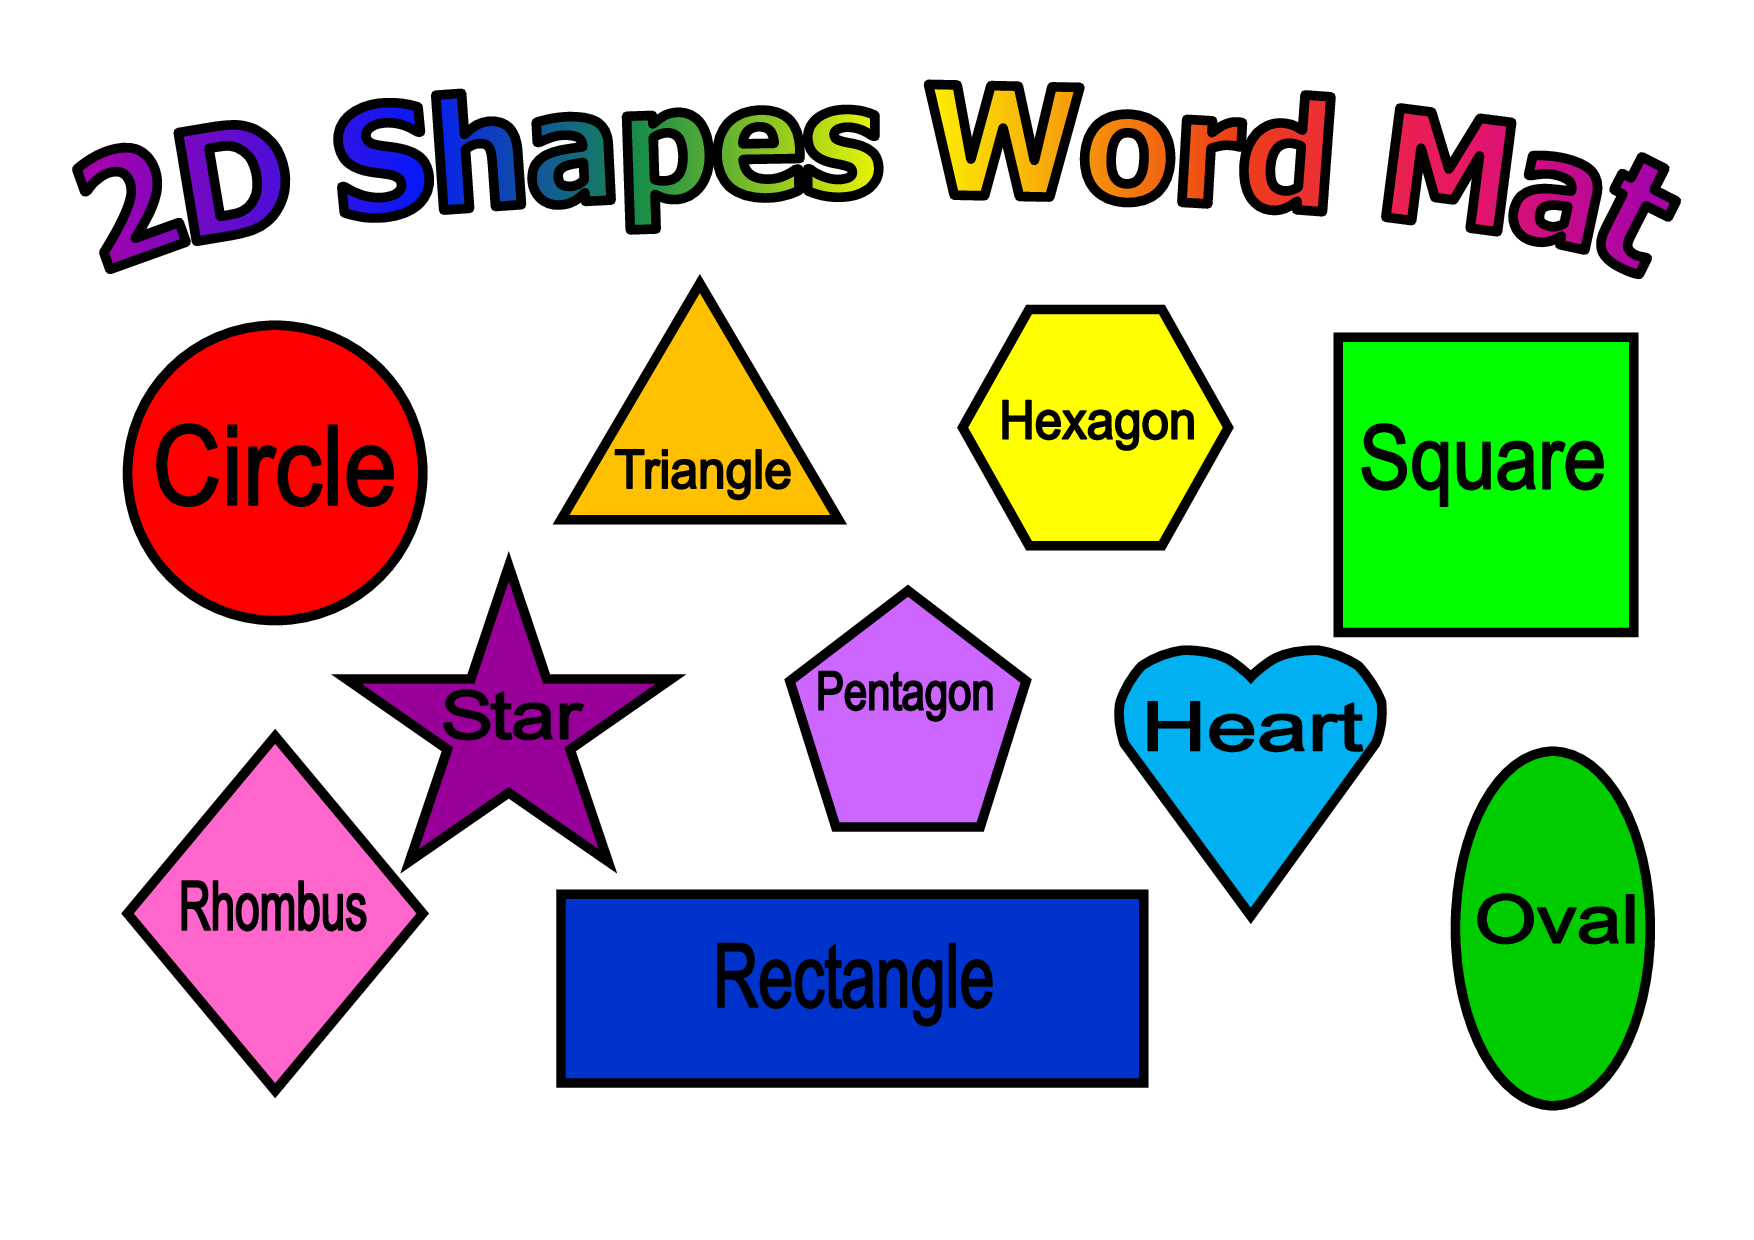 2D Shapes Word Mat
Circle
Triangle
Hexagon
Square
Star
Pentagon
Heart
Rhombus
Rectangle
Oval